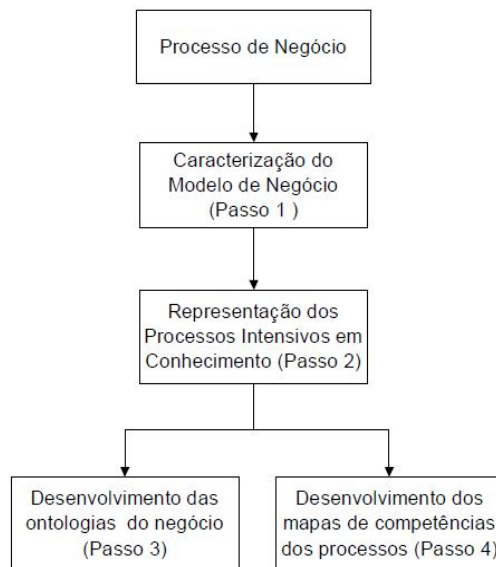 Processo de Negócio
Caracterização do
Modelo de Negócio
(Passo 1 )
Representação dos
Processos Intensivos em
Conhecimento (Passo 2)
Desenvolvimento das
ontologias do negócio
(Passo 3)
Desenvolvimento dos
mapas de competências
dos processos (Passo 4)